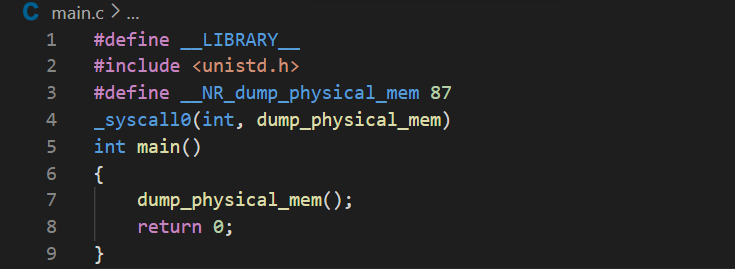 C main.c > ...
1 #define __LIBRARY__
2 #include <unistd.h>
3 #define __NR_dump_physical_mem 87
4 _syscall0(int, dump_physical_mem)
5 int main()
6 {
7     dump_physical_mem();
8     return 0;
9 }